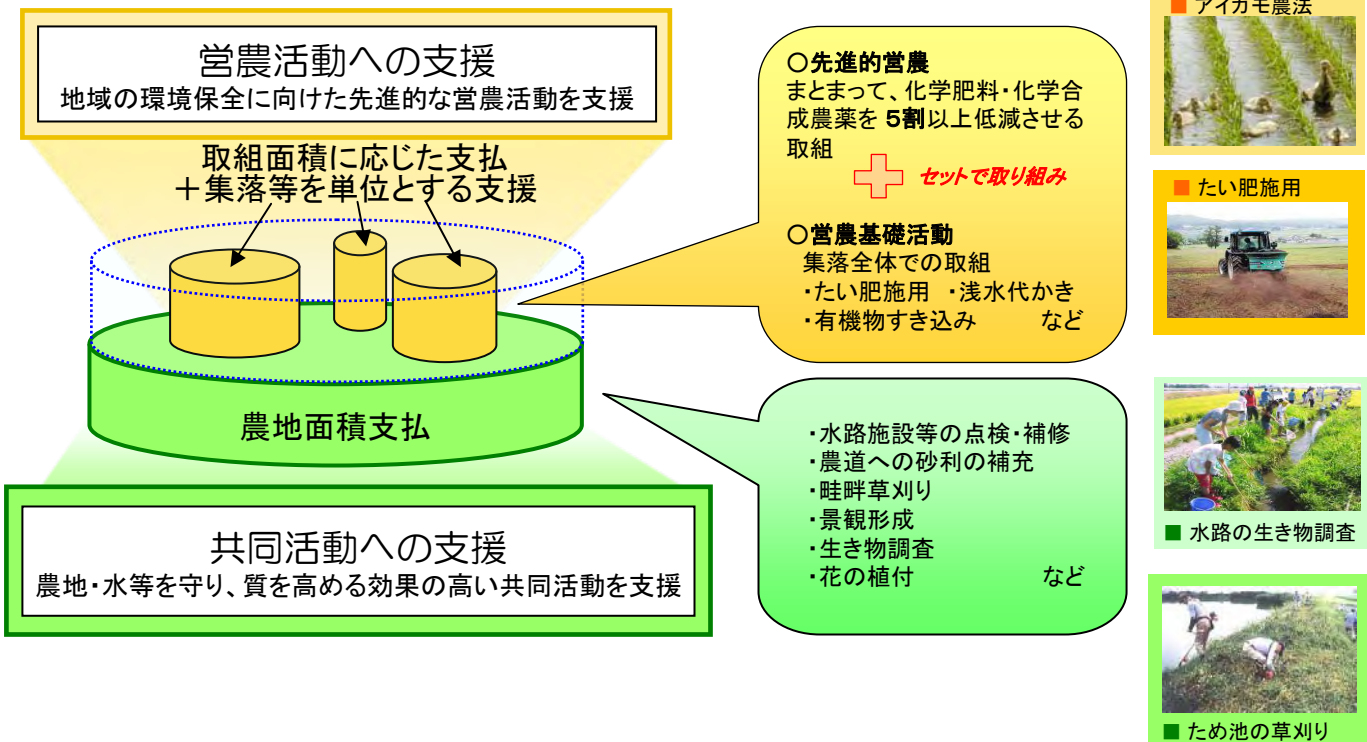 営農活動への支援
地域の環境保全に向けた先進的な営農活動を支援
取組面積に応じた支払
＋集落等を単位とする支援
農地面積支払
共同活動への支援
農地・水等を守り、質を高める効果の高い共同活動を支援
○先進的営農
まとまって、化学肥料・化学合
成農薬を 5割以上低減させる
取組
セットで取り組み
○営農基礎活動
集落全体での取組
・たい肥施用 ・浅水代かき
・有機物すき込み など
・水路施設等の点検・補修
・農道への砂利の補充
・畦畔草刈り
・景観形成
・生き物調査
・花の植付 など
■ アイガモ農法
■ たい肥施用
■ 水路の生き物調査
■ ため池の草刈り